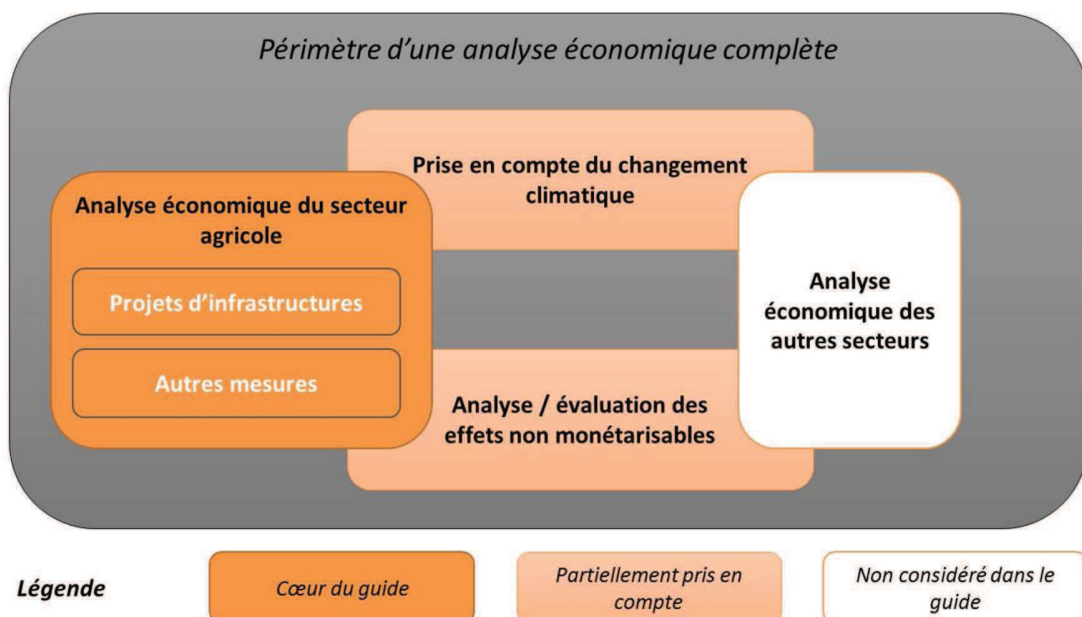 Périmètre d'une analyse économique complète
Prise en compte du changement
climatique
Analyse économique du secteur
agricole
Projets d'infrastructures
Autres mesures
Analyse
économique des
autres secteurs
Analyse / évaluation des
effets non monétarisables
Légende
Cœur du guide
Partiellement pris en
compte
Non considéré dans le
guide